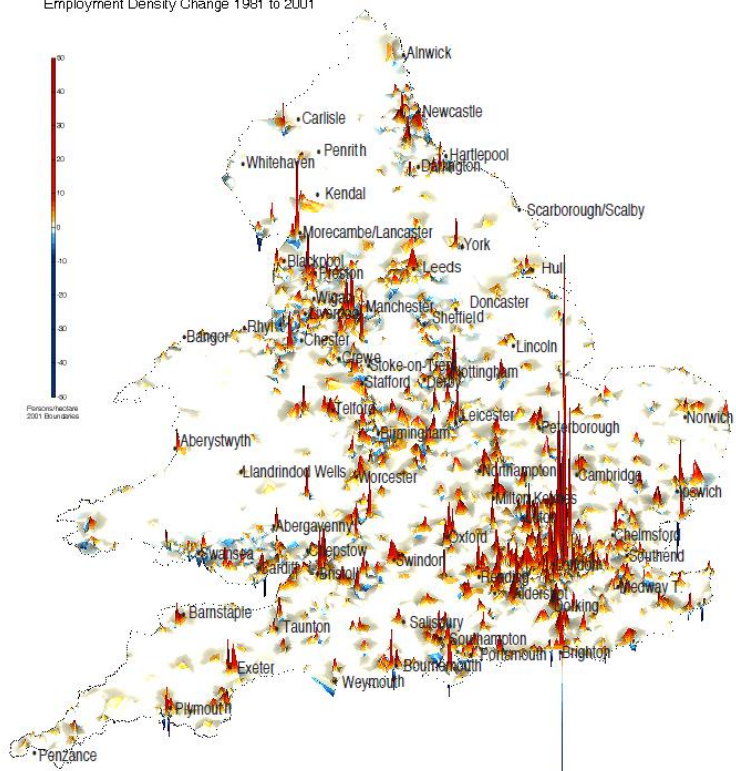 Employment Density Change 1981 to 2001
50
40
30
20
10
0
-10
-20
-30
-40
-50
Persons/hectare
2001 Boundaries
Alnwick
Carlisle
Newcastle
Penrith
Hartlepool
Whitehaven
Darlington
Kendal
Scarborough/Scalby
Morecambe/Lancaster
York
Blackpool
Preston
Leeds
Hull
Wigan
Manchester
Doncaster
Liverpool
Sheffield
Bangor
Rhyl
Chester
Lincoln
Crewe
Stoke-on-Trent
Nottingham
Stafford
Derby
Telford
Leicester
Norwich
Peterborough
Birmingham
Aberystwyth
Llandrindod Wells
Worcester
Northampton
Cambridge
Ipswich
Milton Keynes
Luton
Abergavenny
Oxford
Chelmsford
Swansea
Chepstow
Swindon
Southend
Cardiff
Bristol
London
Reading
Aldershot
Medway T.
Dorking
Barnstaple
Salisbury
Taunton
Southampton
Portsmouth
Brighton
Exeter
Bournemouth
Weymouth
Plymouth
Penzance